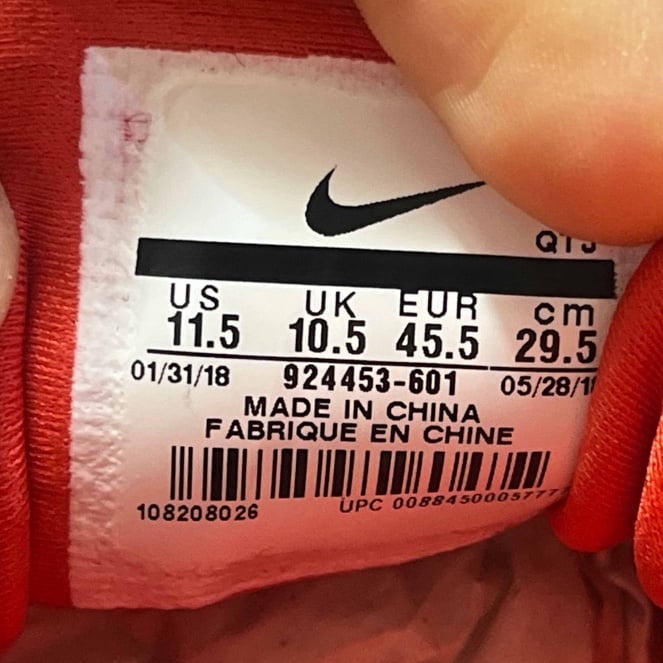 US UK EUR cm
11.5 10.5 45.5 29.5
01/31/18 924453-601
MADE IN CHINA
FABRIQUE EN CHINE
108208026 UPC